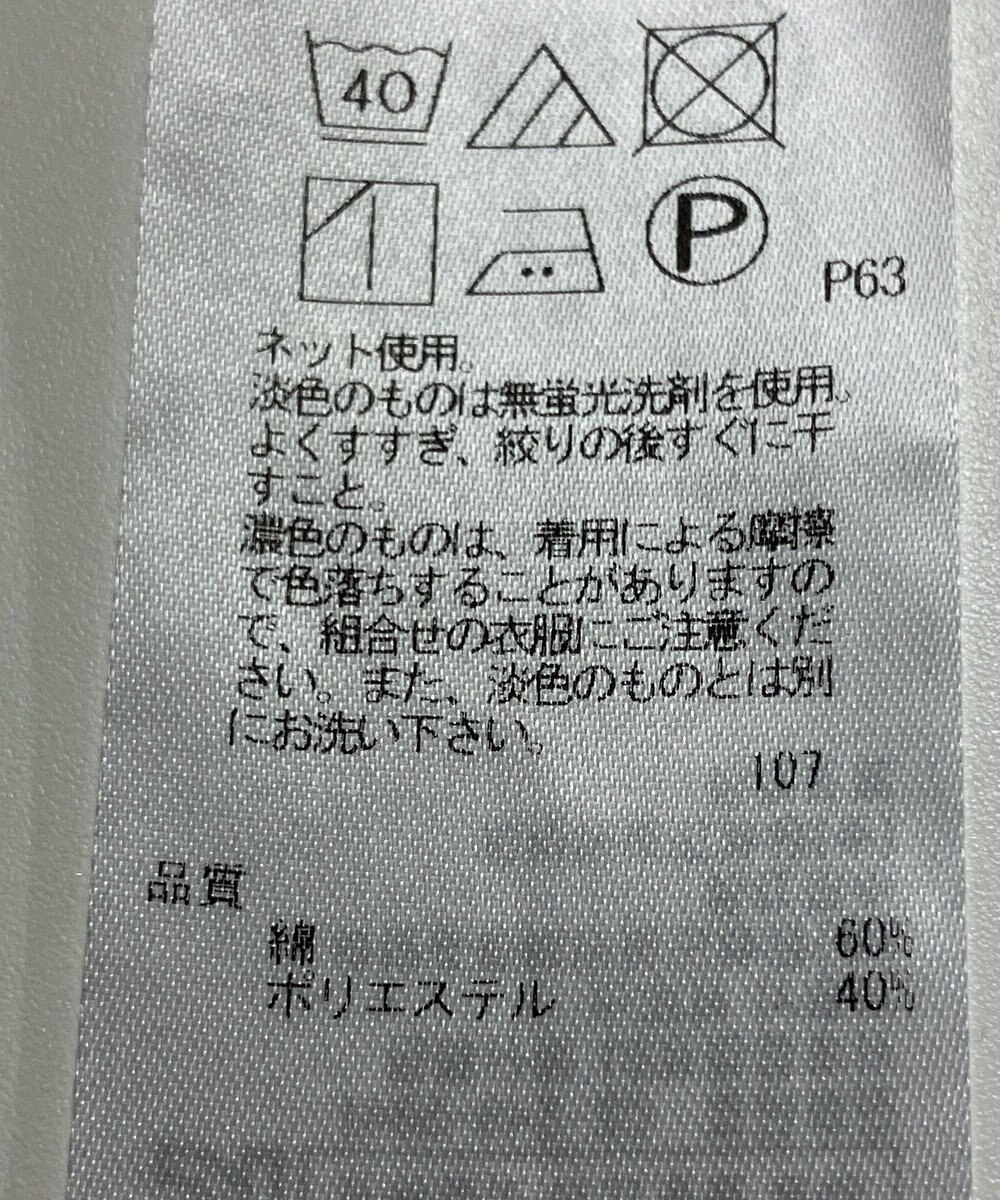 40
P
P63
ネット使用。
淡色のものは無蛍光洗剤を使用。
よくすすぎ、絞りの後すぐに干
すこと。
濃色のものは、着用による摩擦
で色落ちすることがありますの
で、組合せの衣服にご注意くだ
さい。また、淡色のものとは別
にお洗い下さい。
107
品質
綿 60%
ポリエステル 40%